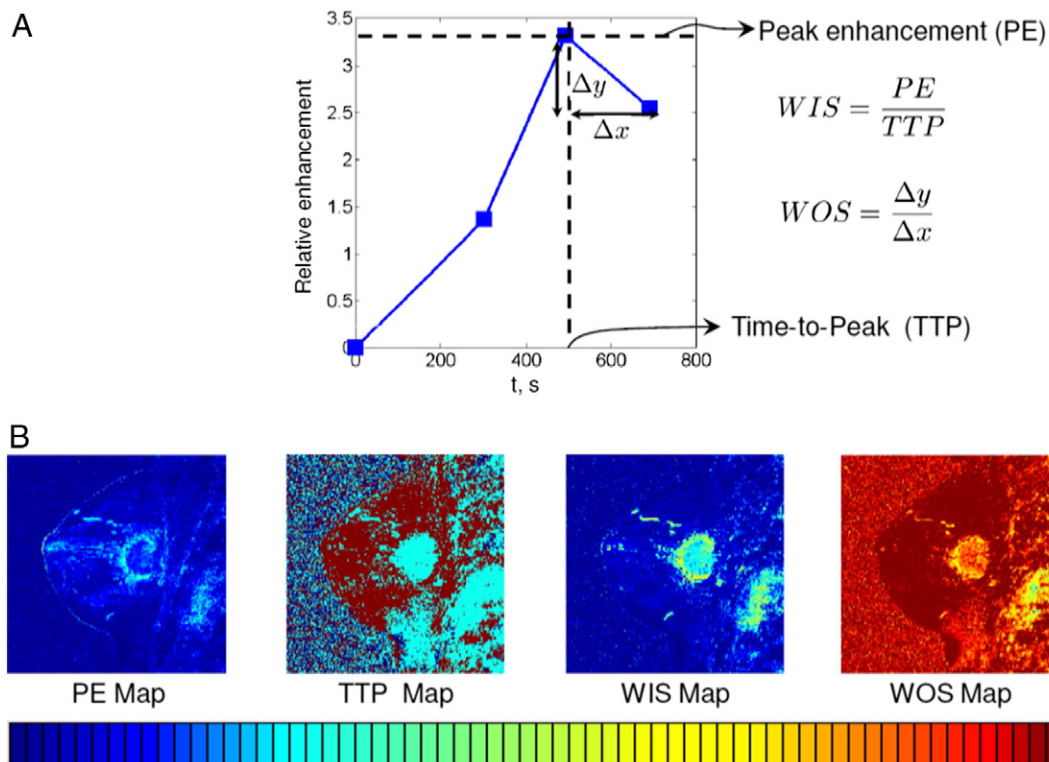 A
3.5
3
2.5
2
1.5
1
0.5
0
Relative enhancement
0 200 400 600 800
t, s
Δy
Δx
Peak enhancement (PE)
WIS = PE / TTP
WOS = Δy / Δx
Time-to-Peak (TTP)
B
PE Map TTP Map WIS Map WOS Map